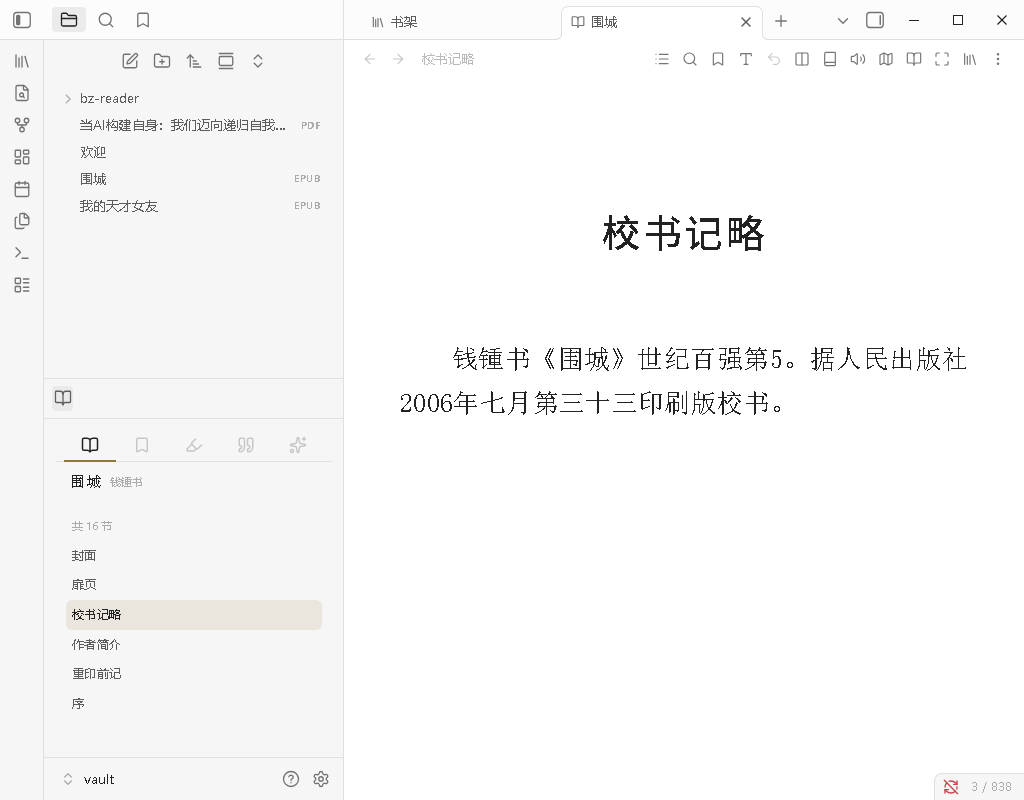 书架
围城
校书记略
bz-reader
当AI构建自身：我们迈向递归自我... PDF
欢迎
围城 EPUB
我的天才女友 EPUB
校书记略
钱锺书《围城》世纪百强第5。据人民出版社
2006年七月第三十三印刷版校书。
围城 钱锺书
共 16 节
封面
扉页
校书记略
作者简介
重印前记
序
vault
3 / 838